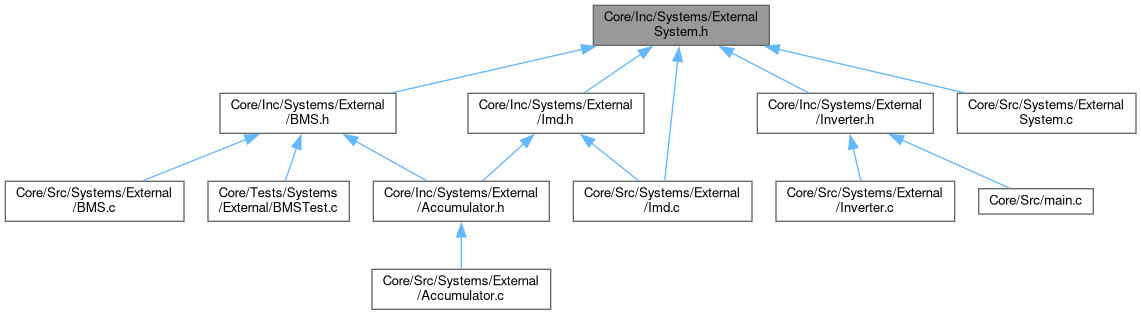 Core/Inc/Systems/External
System.h
Core/Inc/Systems/External
/BMS.h
Core/Inc/Systems/External
/Imd.h
Core/Inc/Systems/External
/Inverter.h
Core/Src/Systems/External
System.c
Core/Src/Systems/External
/BMS.c
Core/Tests/Systems
/External/BMSTest.c
Core/Inc/Systems/External
/Accumulator.h
Core/Src/Systems/External
/Imd.c
Core/Src/Systems/External
/Inverter.c
Core/Src/main.c
Core/Src/Systems/External
/Accumulator.c